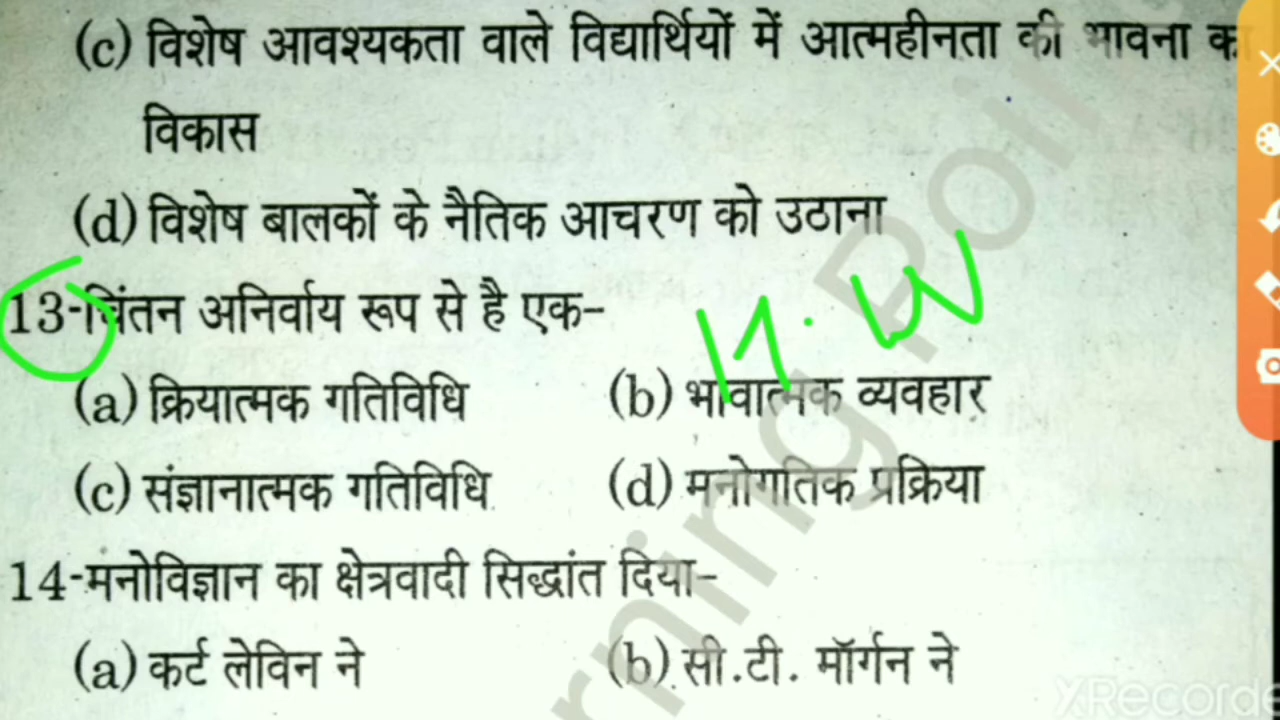 (c) विशेष आवश्यकता वाले विद्यार्थियों में आत्महीनता की भावना का
विकास
(d) विशेष बालकों के नैतिक आचरण को उठाना
13-चिंतन अनिर्वाय रूप से है एक-
H.W
(a) क्रियात्मक गतिविधि (b) भावात्मक व्यवहार
(c) संज्ञानात्मक गतिविधि (d) मनोगतिक प्रक्रिया
14-मनोविज्ञान का क्षेत्रवादी सिद्धांत दिया-
(a) कर्ट लेविन ने (b) सी.टी. मॉर्गन ने
XRecorde